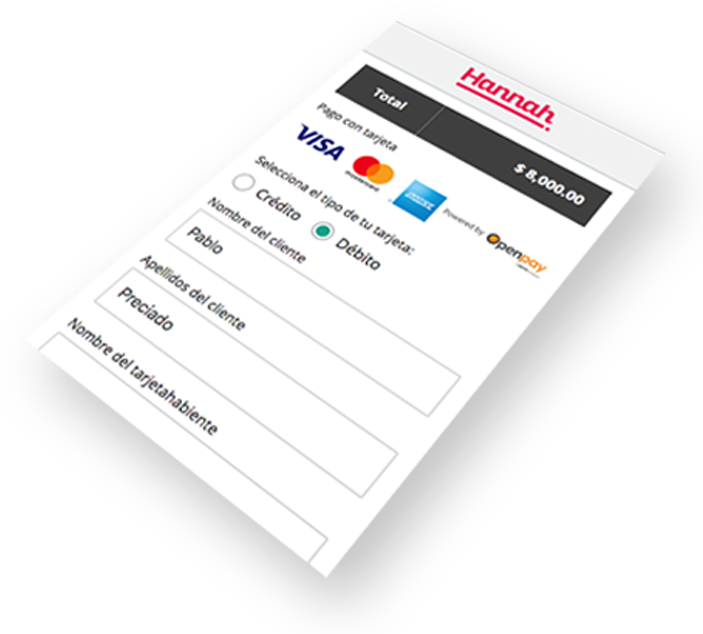 Hannah.
Total $ 8,000.00
Pago con tarjeta
VISA mastercard Powered by Openpay
Selecciona el tipo de tu tarjeta:
Crédito Débito
Nombre del cliente
Pablo
Apellidos del cliente
Preciado
Nombre del tarjetahabiente